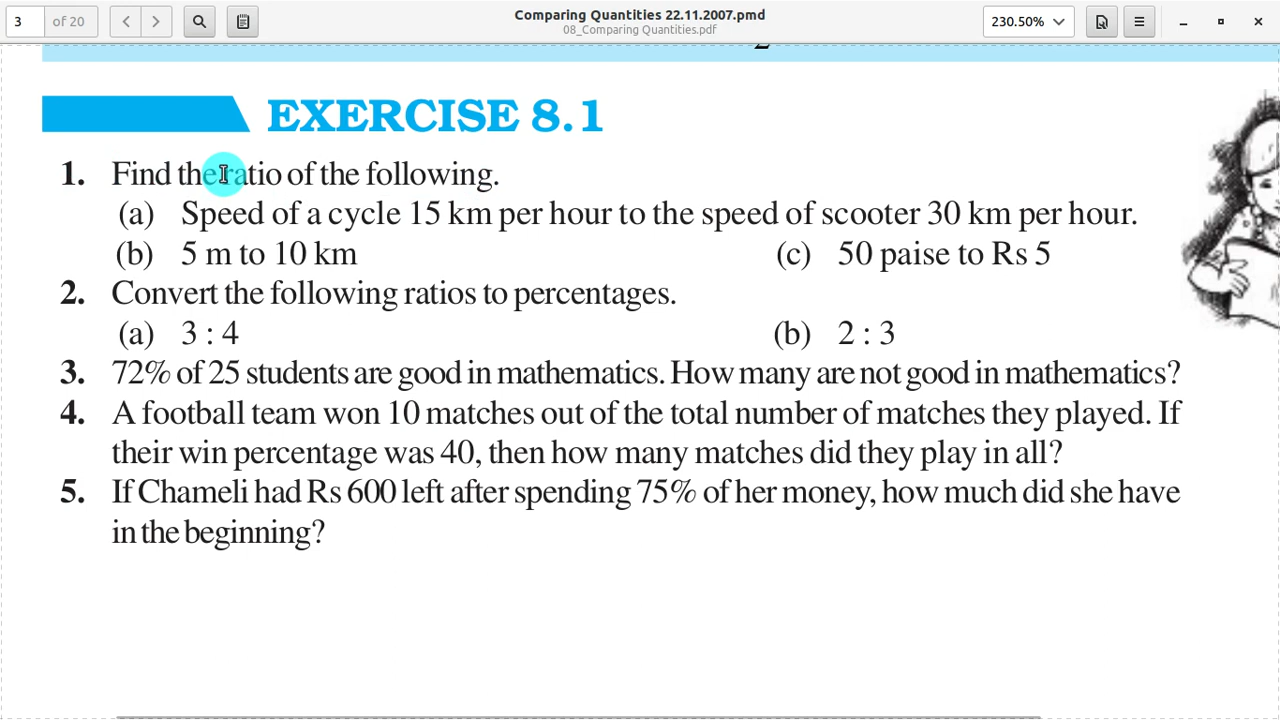 3 of 20
Comparing Quantities 22.11.2007.pmd
08_Comparing Quantities.pdf
230.50%
EXERCISE 8.1
1. Find the ratio of the following.
(a) Speed of a cycle 15 km per hour to the speed of scooter 30 km per hour.
(b) 5 m to 10 km (c) 50 paise to Rs 5
2. Convert the following ratios to percentages.
(a) 3 : 4 (b) 2 : 3
3. 72% of 25 students are good in mathematics. How many are not good in mathematics?
4. A football team won 10 matches out of the total number of matches they played. If
their win percentage was 40, then how many matches did they play in all?
5. If Chameli had Rs 600 left after spending 75% of her money, how much did she have
in the beginning?